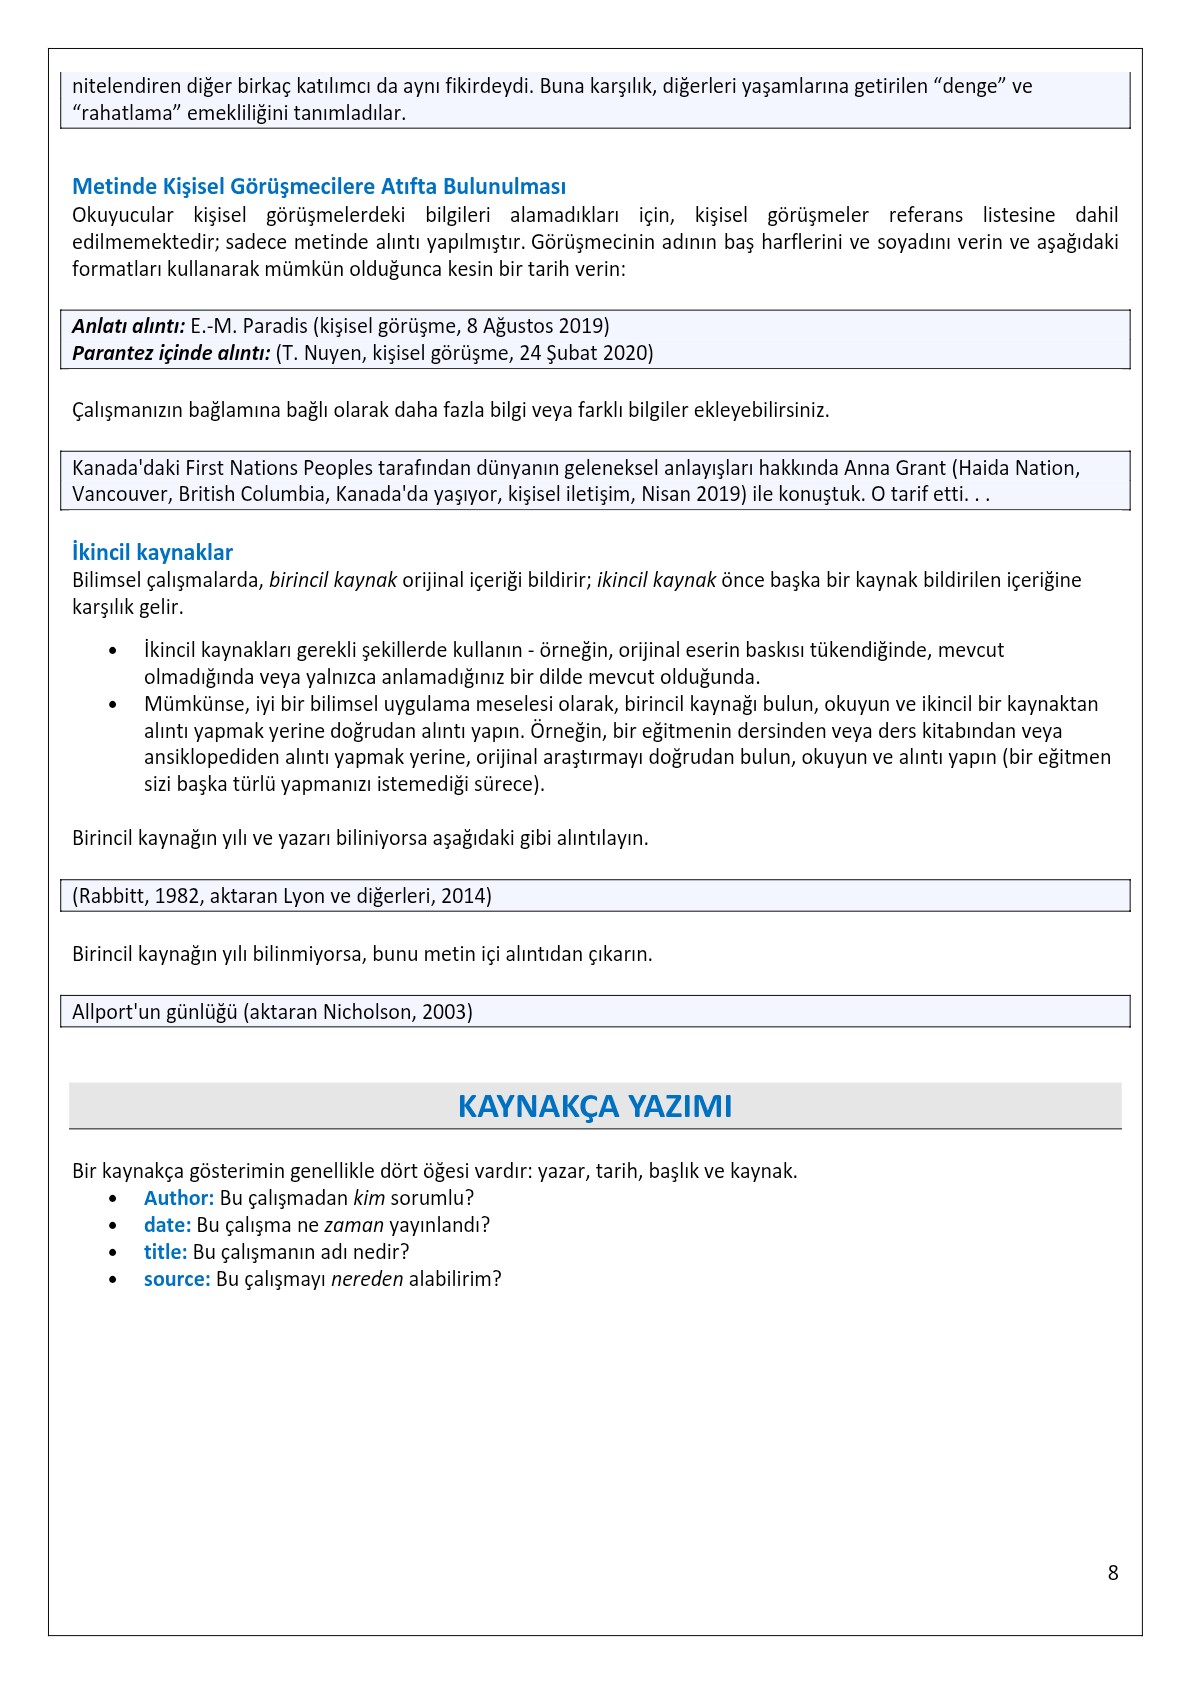 nitelendiren diğer birkaç katılımcı da aynı fikirdeydi. Buna karşılık, diğerleri yaşamlarına getirilen “denge” ve
“rahatlama” emekliliğini tanımladılar.
Metinde Kişisel Görüşmecilere Atıfta Bulunulması
Okuyucular kişisel görüşmelerdeki bilgileri alamadıkları için, kişisel görüşmeler referans listesine dahil
edilmemektedir; sadece metinde alıntı yapılmıştır. Görüşmecinin adının baş harflerini ve soyadını verin ve aşağıdaki
formatları kullanarak mümkün olduğunca kesin bir tarih verin:
Anlatı alıntı: E.-M. Paradis (kişisel görüşme, 8 Ağustos 2019)
Parantez içinde alıntı: (T. Nuyen, kişisel görüşme, 24 Şubat 2020)
Çalışmanızın bağlamına bağlı olarak daha fazla bilgi veya farklı bilgiler ekleyebilirsiniz.
Kanada'daki First Nations Peoples tarafından dünyanın geleneksel anlayışları hakkında Anna Grant (Haida Nation,
Vancouver, British Columbia, Kanada'da yaşıyor, kişisel iletişim, Nisan 2019) ile konuştuk. O tarif etti. . .
İkincil kaynaklar
Bilimsel çalışmalarda, birincil kaynak orijinal içeriği bildirir; ikincil kaynak önce başka bir kaynak bildirilen içeriğine
karşılık gelir.
• İkincil kaynakları gerekli şekillerde kullanın - örneğin, orijinal eserin baskısı tükendiğinde, mevcut
olmadığında veya yalnızca anlamadığınız bir dilde mevcut olduğunda.
• Mümkünse, iyi bir bilimsel uygulama meselesi olarak, birincil kaynağı bulun, okuyun ve ikincil bir kaynaktan
alıntı yapmak yerine doğrudan alıntı yapın. Örneğin, bir eğitmenin dersinden veya ders kitabından veya
ansiklopediden alıntı yapmak yerine, orijinal araştırmayı doğrudan bulun, okuyun ve alıntı yapın (bir eğitmen
sizi başka türlü yapmanızı istemediği sürece).
Birincil kaynağın yılı ve yazarı biliniyorsa aşağıdaki gibi alıntılayın.
(Rabbitt, 1982, aktaran Lyon ve diğerleri, 2014)
Birincil kaynağın yılı bilinmiyorsa, bunu metin içi alıntıdan çıkarın.
Allport'un günlüğü (aktaran Nicholson, 2003)
KAYNAKÇA YAZIMI
Bir kaynakça gösterimin genellikle dört öğesi vardır: yazar, tarih, başlık ve kaynak.
• Author: Bu çalışmadan kim sorumlu?
• date: Bu çalışma ne zaman yayınlandı?
• title: Bu çalışmanın adı nedir?
• source: Bu çalışmayı nereden alabilirim?
8